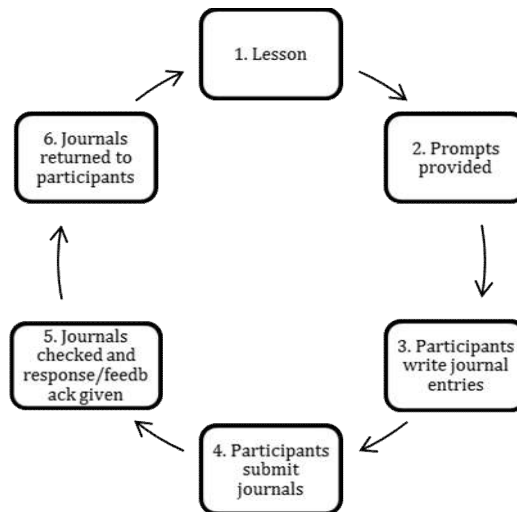 1. Lesson
2. Prompts
provided
3. Participants
write journal
entries
4. Participants
submit
journals
5. Journals
checked and
response/feedb
ack given
6. Journals
returned to
participants